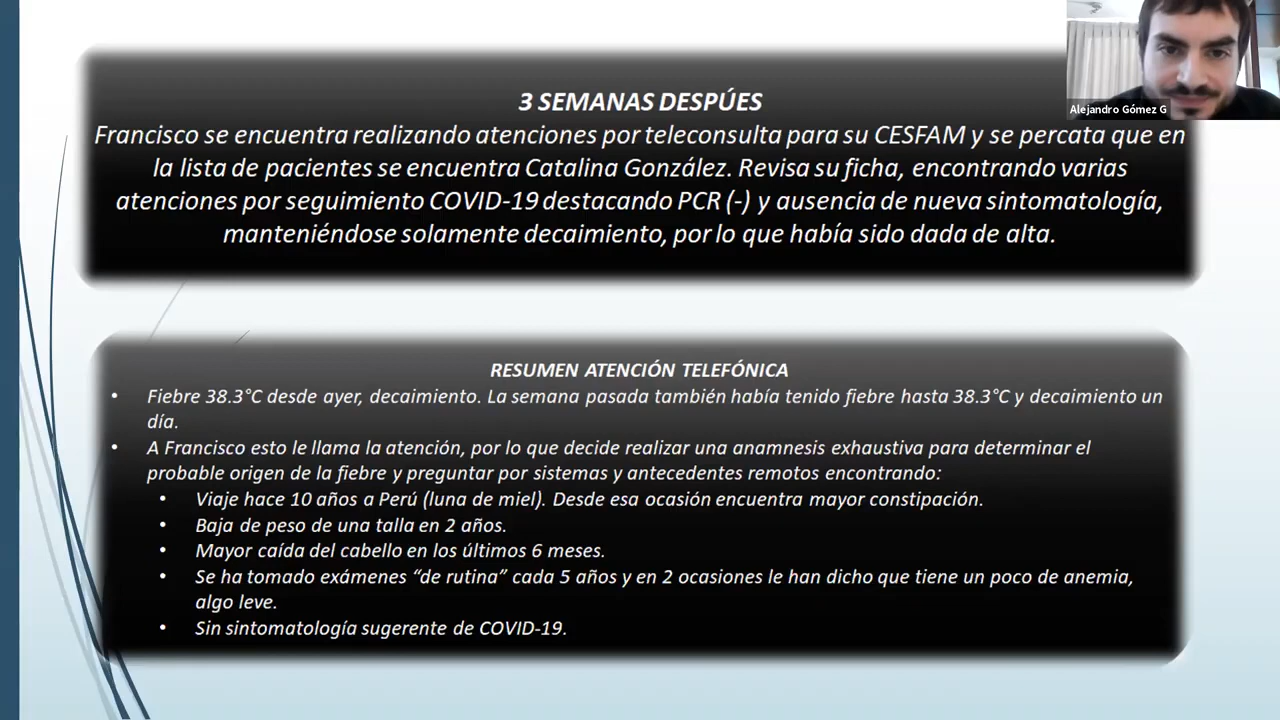 Alejandro Gómez G
3 SEMANAS DESPÚES
Francisco se encuentra realizando atenciones por teleconsulta para su CESFAM y se percata que en
la lista de pacientes se encuentra Catalina González. Revisa su ficha, encontrando varias
atenciones por seguimiento COVID-19 destacando PCR (-) y ausencia de nueva sintomatología,
manteniéndose solamente decaimiento, por lo que había sido dada de alta.
RESUMEN ATENCIÓN TELEFÓNICA
• Fiebre 38.3°C desde ayer, decaimiento. La semana pasada también había tenido fiebre hasta 38.3°C y decaimiento un
día.
• A Francisco esto le llama la atención, por lo que decide realizar una anamnesis exhaustiva para determinar el
probable origen de la fiebre y preguntar por sistemas y antecedentes remotos encontrando:
• Viaje hace 10 años a Perú (luna de miel). Desde esa ocasión encuentra mayor constipación.
• Baja de peso de una talla en 2 años.
• Mayor caída del cabello en los últimos 6 meses.
• Se ha tomado exámenes “de rutina” cada 5 años y en 2 ocasiones le han dicho que tiene un poco de anemia,
algo leve.
• Sin sintomatología sugerente de COVID-19.